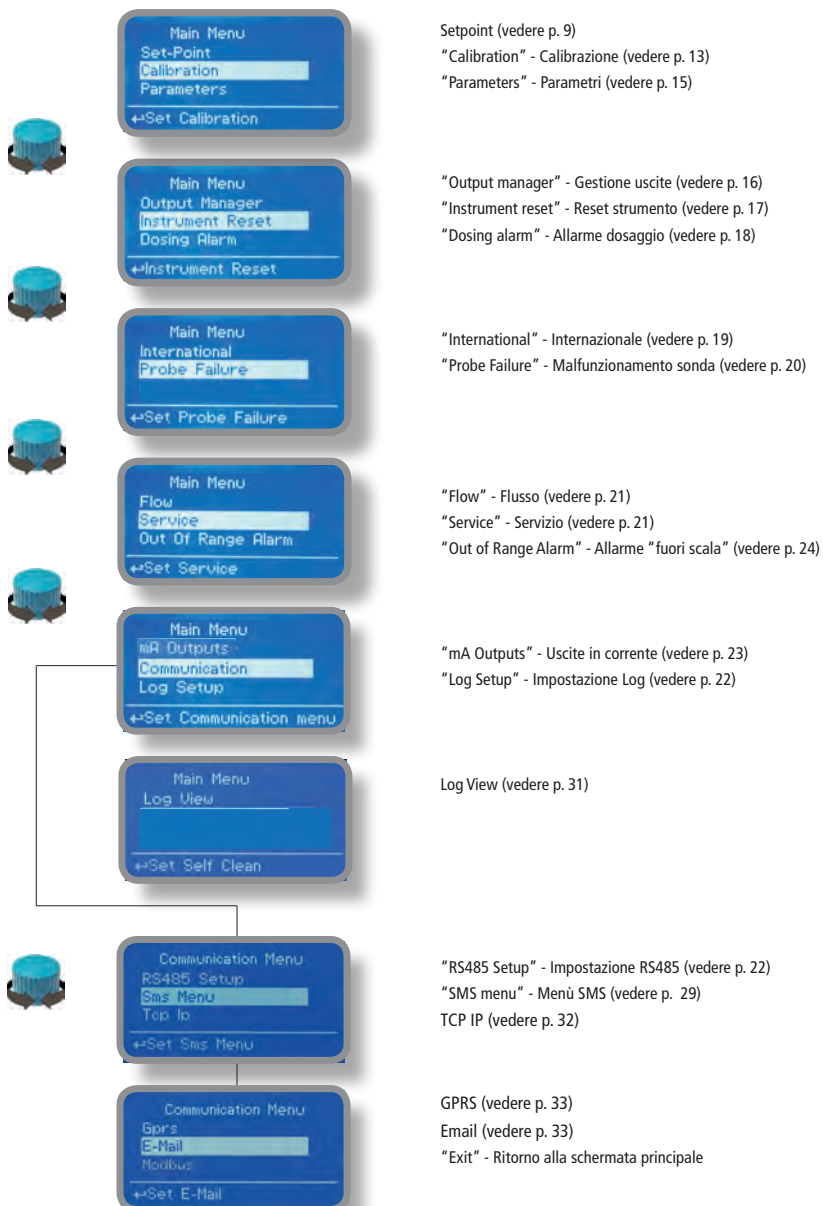 Main Menu
Set-Point
Calibration
Parameters
↵Set Calibration
Setpoint (vedere p. 9)
"Calibration" - Calibrazione (vedere p. 13)
"Parameters" - Parametri (vedere p. 15)
Main Menu
Output Manager
Instrument Reset
Dosing Alarm
↵Instrument Reset
"Output manager" - Gestione uscite (vedere p. 16)
"Instrument reset" - Reset strumento (vedere p. 17)
"Dosing alarm" - Allarme dosaggio (vedere p. 18)
Main Menu
International
Probe Failure
↵Set Probe Failure
"International" - Internazionale (vedere p. 19)
"Probe Failure" - Malfunzionamento sonda (vedere p. 20)
Main Menu
Flow
Service
Out Of Range Alarm
↵Set Service
"Flow" - Flusso (vedere p. 21)
"Service" - Servizio (vedere p. 21)
"Out of Range Alarm" - Allarme "fuori scala" (vedere p. 24)
Main Menu
mA Outputs
Communication
Log Setup
↵Set Communication menu
"mA Outputs" - Uscite in corrente (vedere p. 23)
"Log Setup" - Impostazione Log (vedere p. 22)
Main Menu
Log View
↵Set Self Clean
Log View (vedere p. 31)
Communication Menu
RS485 Setup
Sms Menu
Tcp Ip
↵Set Sms Menu
"RS485 Setup" - Impostazione RS485 (vedere p. 22)
"SMS menu" - Menù SMS (vedere p. 29)
TCP IP (vedere p. 32)
Communication Menu
Gprs
E-Mail
Modbus
↵Set E-Mail
GPRS (vedere p. 33)
Email (vedere p. 33)
"Exit" - Ritorno alla schermata principale